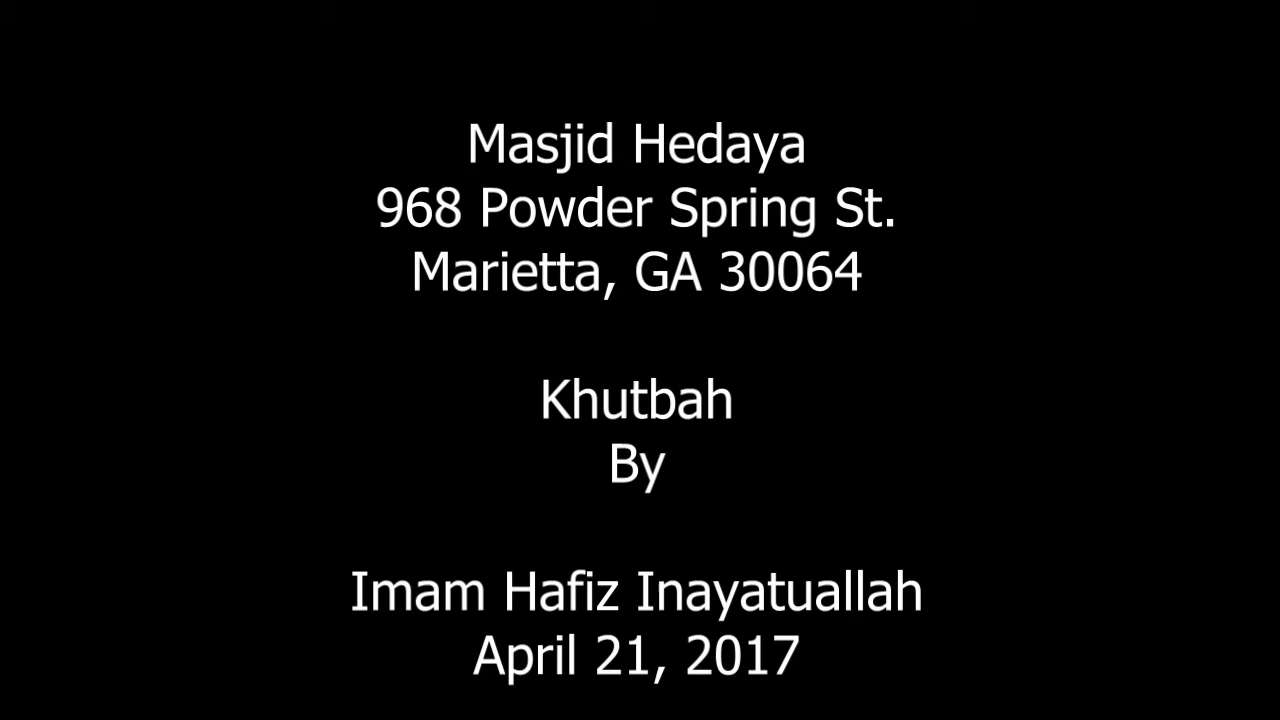 Masjid Hedaya
968 Powder Spring St.
Marietta, GA 30064
Khutbah
By
Imam Hafiz Inayatuallah
April 21, 2017